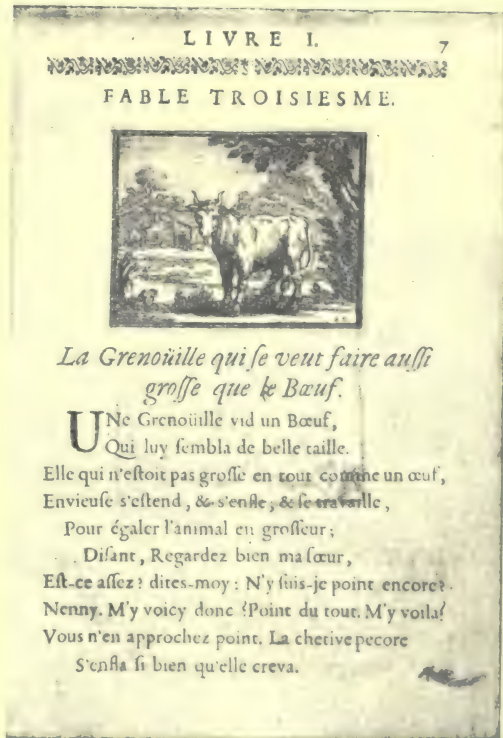 LIVRE I. 7
FABLE TROISIESME.
La Grenoüille qui ſe veut faire auſſi
groſſe que le Bœuf.
UNe Grenoüille vid un Bœuf,
Qui luy ſembla de belle taille.
Elle qui n'eſtoit pas groſſe en tout comme un œuf,
Envieuſe s'eſtend, & s'enfle, & ſe travaille,
Pour égaler l'animal en groſſeur;
Diſant, Regardez bien ma ſœur,
Eſt-ce aſſez? dites-moy: N'y ſuis-je point encore?
Nenny. M'y voicy donc? Point du tout. M'y voila?
Vous n'en approchez point. La chetive pecore
S'enfla ſi bien qu'elle creva.